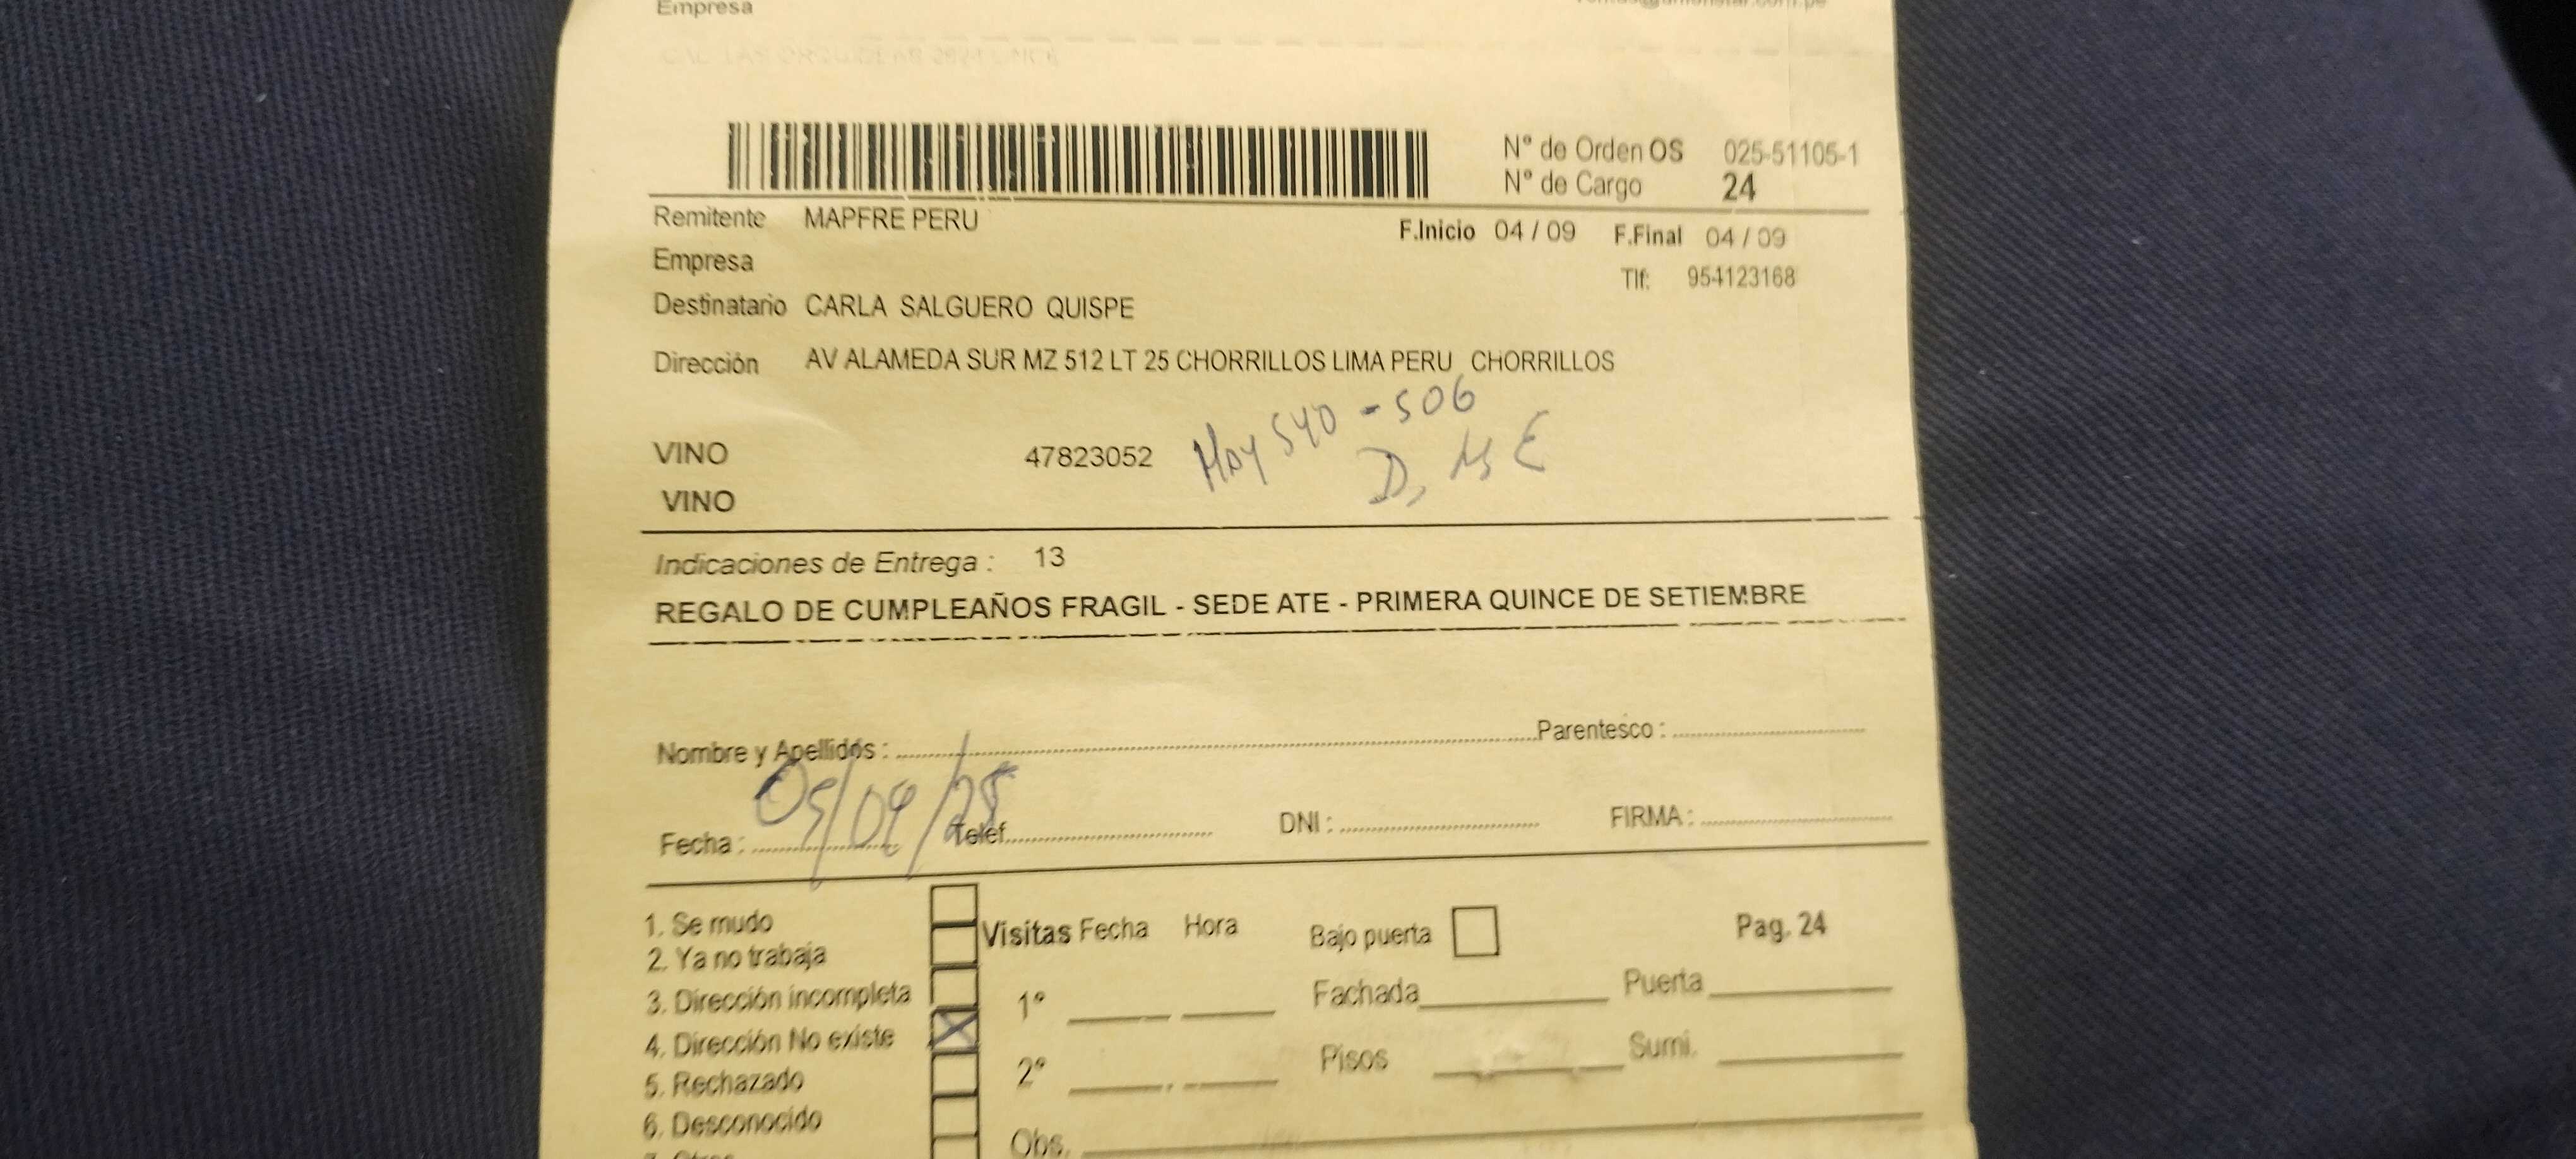 Empresa
N° de Orden OS 025-51105-1
N° de Cargo 24
Remitente MAPFRE PERU
F.Inicio 04 / 09 F.Final 04 / 09
Empresa
Tlf: 954123168
Destinatario CARLA SALGUERO QUISPE
Dirección AV ALAMEDA SUR MZ 512 LT 25 CHORRILLOS LIMA PERU CHORRILLOS
Hay 540 - 506
VINO 47823052
VINO
Indicaciones de Entrega : 13
REGALO DE CUMPLEAÑOS FRAGIL - SEDE ATE - PRIMERA QUINCE DE SETIEMBRE
Nombre y Apellidos : Parentesco :
Fecha : Telef. DNI : FIRMA :
1. Se mudo
2. Ya no trabaja
3. Dirección incompleta
4. Dirección No existe
5. Rechazado
6. Desconocido
Visitas Fecha Hora Bajo puerta Pag. 24
1° Fachada Puerta
2° Pisos Sumi.
Obs.